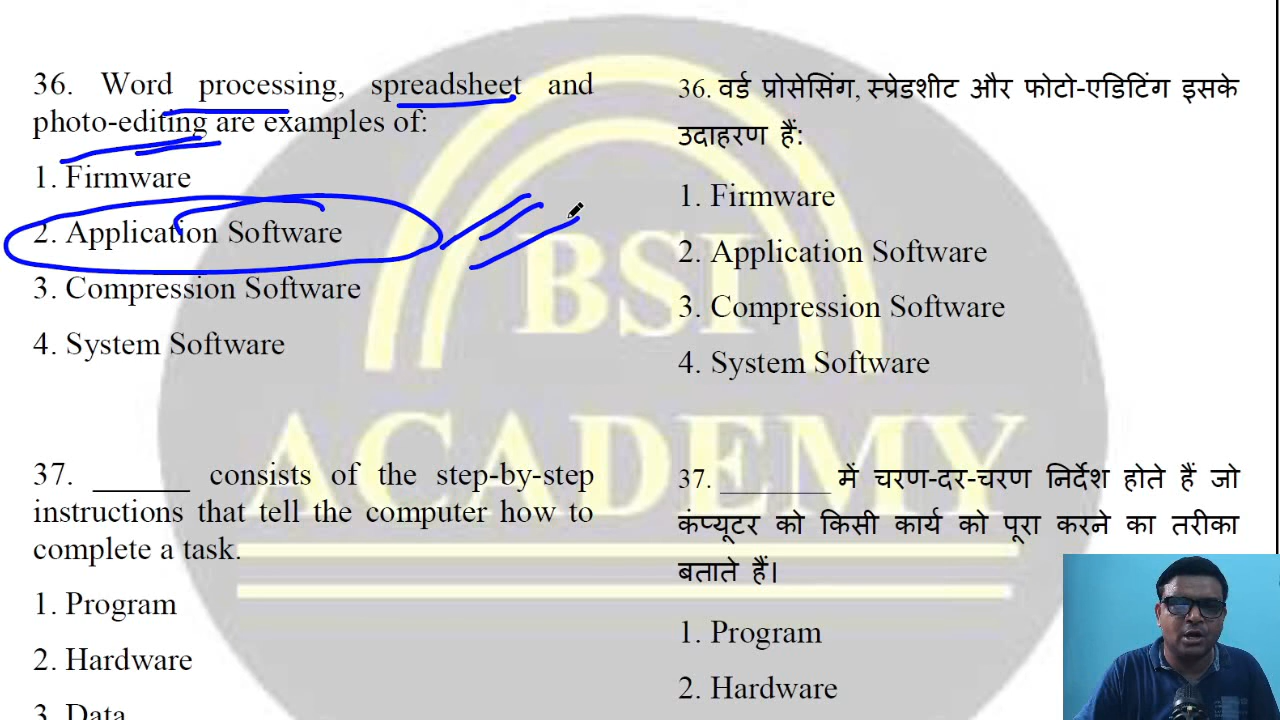 36. Word processing, spreadsheet and
photo-editing are examples of:
1. Firmware
2. Application Software
3. Compression Software
4. System Software
37. ______ consists of the step-by-step
instructions that tell the computer how to
complete a task.
1. Program
2. Hardware
3. Data
36. वर्ड प्रोसेसिंग, स्प्रेडशीट और फोटो-एडिटिंग इसके
उदाहरण हैं:
1. Firmware
2. Application Software
3. Compression Software
4. System Software
37. _______ में चरण-दर-चरण निर्देश होते हैं जो
कंप्यूटर को किसी कार्य को पूरा करने का तरीका
बताते हैं।
1. Program
2. Hardware
BSI
ACADEMY